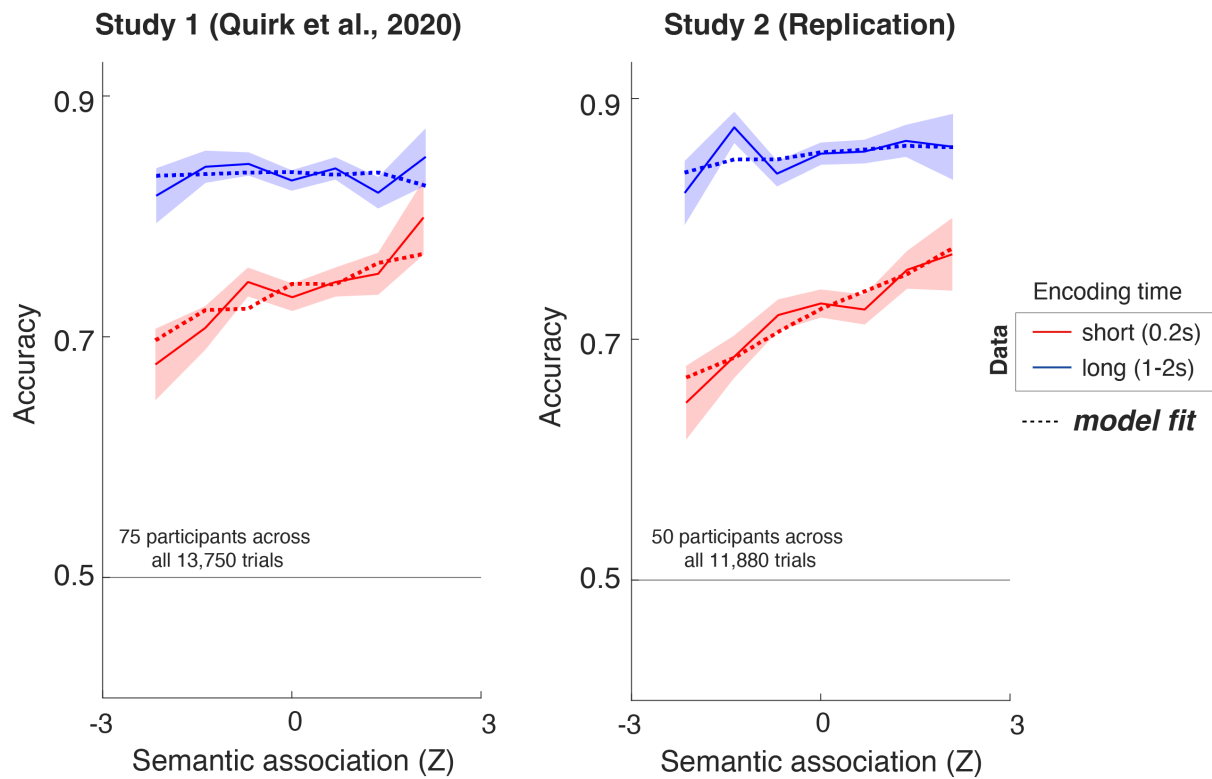 Study 1 (Quirk et al., 2020)
0.9
0.7
0.5
Accuracy
75 participants across
all 13,750 trials
-3
0
3
Semantic association (Z)
Study 2 (Replication)
0.9
0.7
0.5
Accuracy
50 participants across
all 11,880 trials
-3
0
3
Semantic association (Z)
Encoding time
Data
short (0.2s)
long (1-2s)
model fit